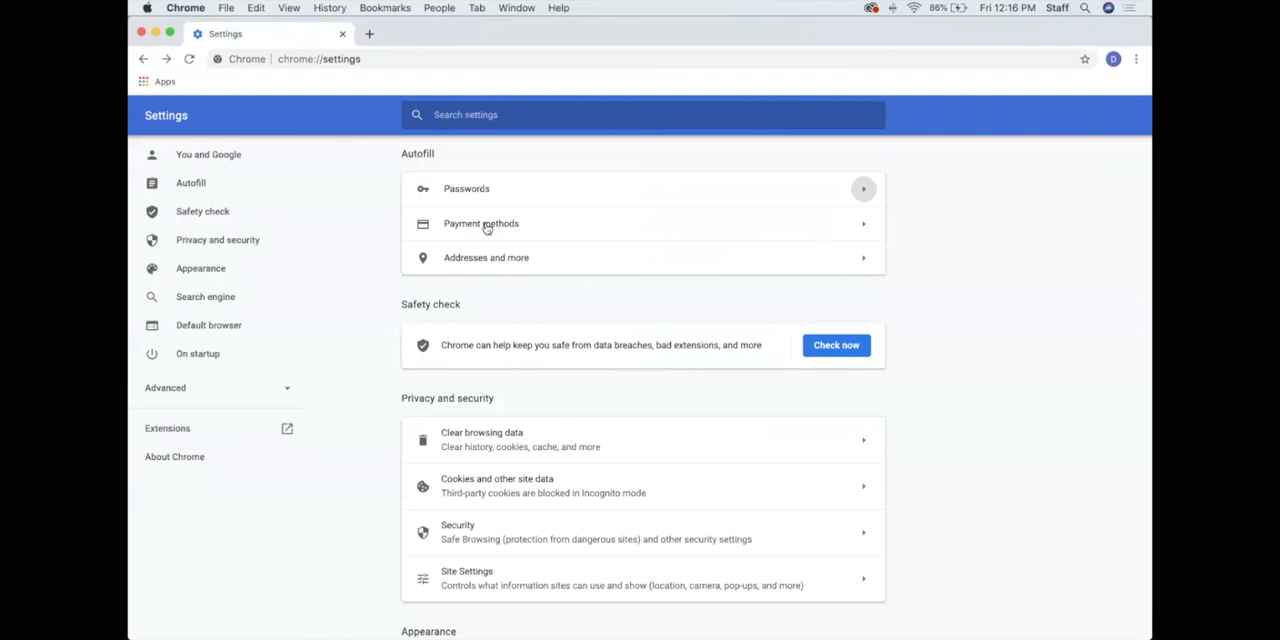 Chrome File Edit View History Bookmarks People Tab Window Help 86% Fri 12:16 PM Staff
Settings
Chrome chrome://settings D
Apps
Settings Search settings
You and Google
Autofill
Safety check
Privacy and security
Appearance
Search engine
Default browser
On startup
Advanced
Extensions
About Chrome
Autofill
Passwords
Payment methods
Addresses and more
Safety check
Chrome can help keep you safe from data breaches, bad extensions, and more Check now
Privacy and security
Clear browsing data
Clear history, cookies, cache, and more
Cookies and other site data
Third-party cookies are blocked in Incognito mode
Security
Safe Browsing (protection from dangerous sites) and other security settings
Site Settings
Controls what information sites can use and show (location, camera, pop-ups, and more)
Appearance